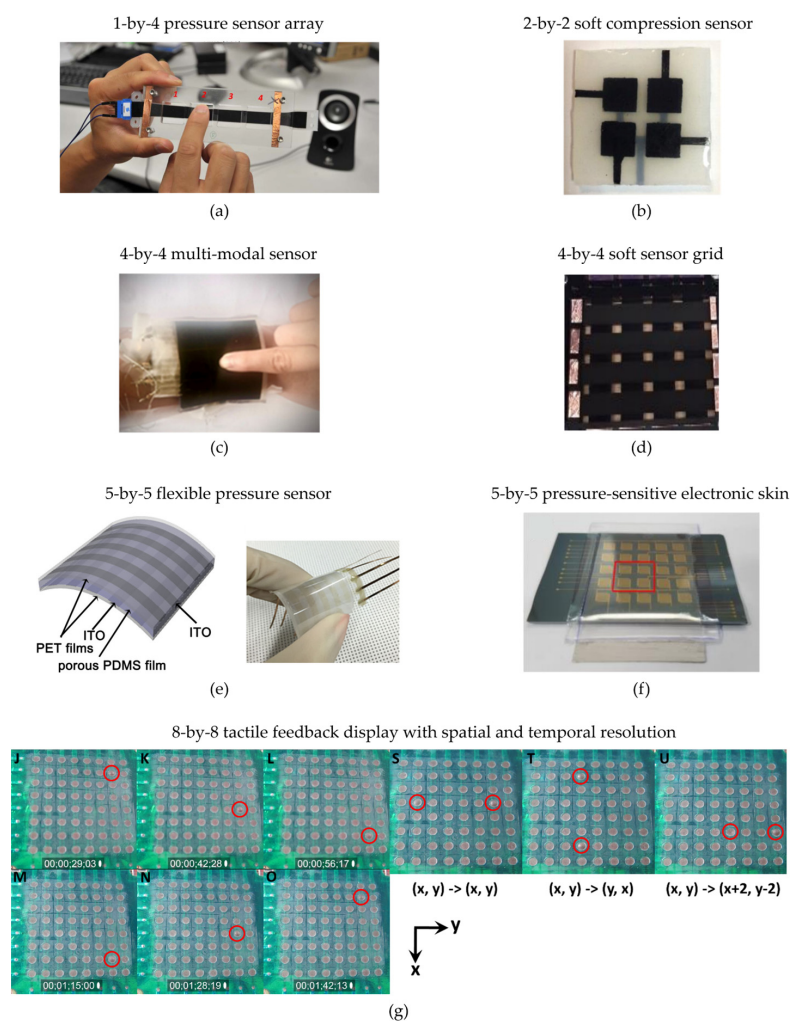 1-by-4 pressure sensor array
2-by-2 soft compression sensor
1 2 3 4
(a)
(b)
4-by-4 multi-modal sensor
4-by-4 soft sensor grid
(c)
(d)
5-by-5 flexible pressure sensor
5-by-5 pressure-sensitive electronic skin
ITO
ITO
PET films
porous PDMS film
(e)
(f)
8-by-8 tactile feedback display with spatial and temporal resolution
J K L S T U
00;00;29;03
00;00;42;28
00;00;56;17
M N O
(x, y) -> (x, y)
(x, y) -> (y, x)
(x, y) -> (x+2, y-2)
y
x
00;01;15;00
00;01;28;19
00;01;42;13
(g)